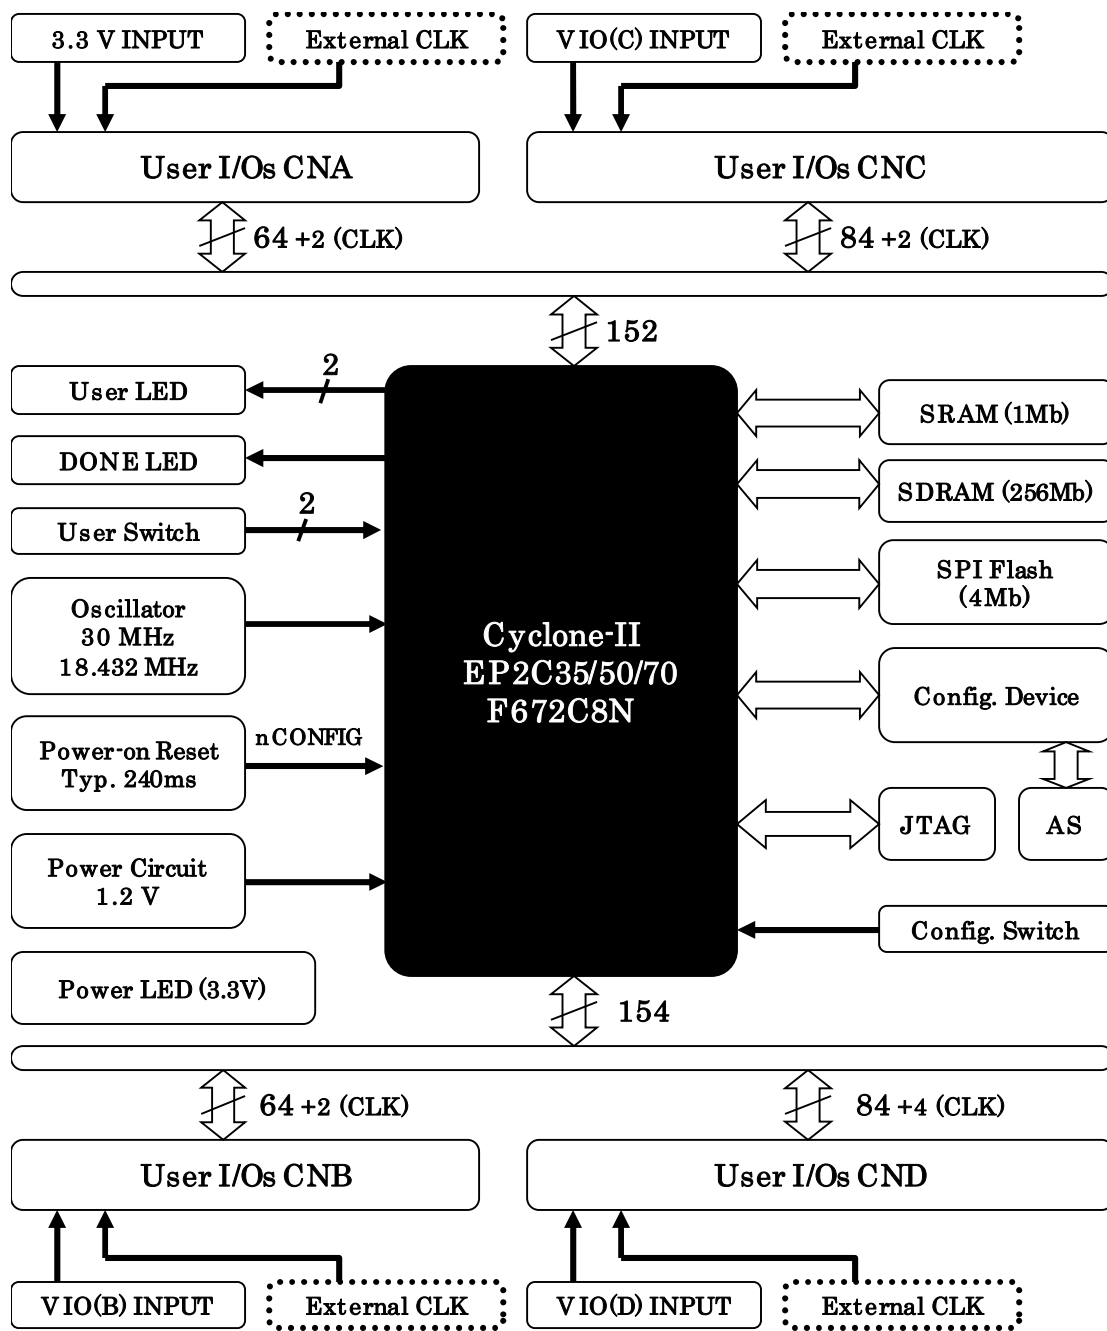 3.3 V INPUT
External CLK
VIO(C) INPUT
External CLK
User I/Os CNA
User I/Os CNC
64 +2 (CLK)
84 +2 (CLK)
152
User LED
2
SRAM (1Mb)
DONE LED
SDRAM (256Mb)
User Switch
2
SPI Flash
(4Mb)
Oscillator
30 MHz
18.432 MHz
Cyclone-II
EP2C35/50/70
F672C8N
Config. Device
Power-on Reset
Typ. 240ms
nCONFIG
JTAG
AS
Power Circuit
1.2 V
Config. Switch
Power LED (3.3V)
154
64 +2 (CLK)
84 +4 (CLK)
User I/Os CNB
User I/Os CND
VIO(B) INPUT
External CLK
VIO(D) INPUT
External CLK